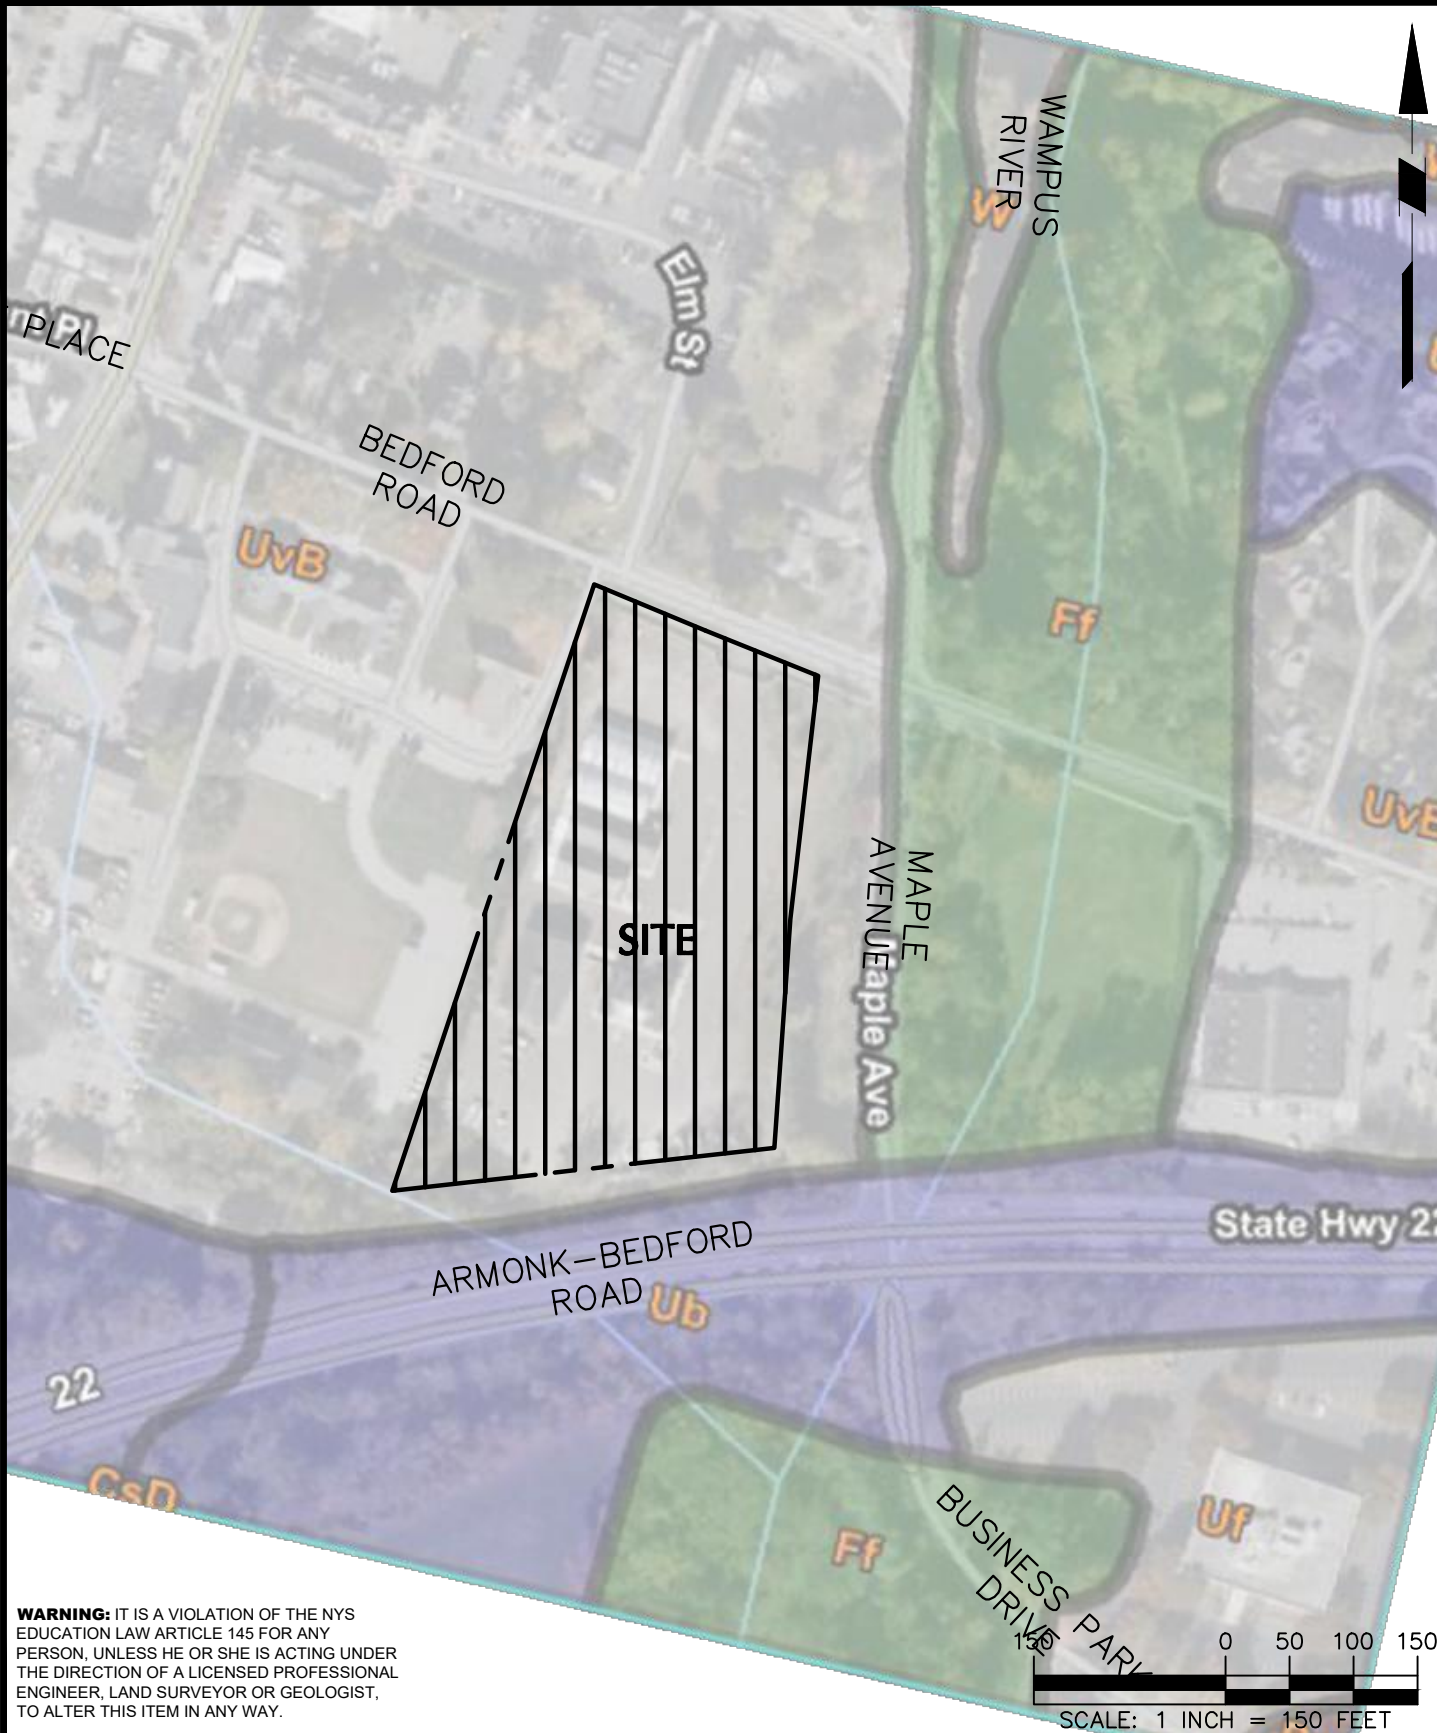 WAMPUS
RIVER
W
Elm St
PLACE
BEDFORD
ROAD
UvB
Ff
UvB
MAPLE
AVENUE
SITE
Maple Ave
State Hwy 22
ARMONK-BEDFORD
ROAD
Ub
22
CsD
Uf
Ff
BUSINESS PARK
DRIVE
WARNING: IT IS A VIOLATION OF THE NYS
EDUCATION LAW ARTICLE 145 FOR ANY
PERSON, UNLESS HE OR SHE IS ACTING UNDER
THE DIRECTION OF A LICENSED PROFESSIONAL
ENGINEER, LAND SURVEYOR OR GEOLOGIST,
TO ALTER THIS ITEM IN ANY WAY.
150 0 50 100 150
SCALE: 1 INCH = 150 FEET